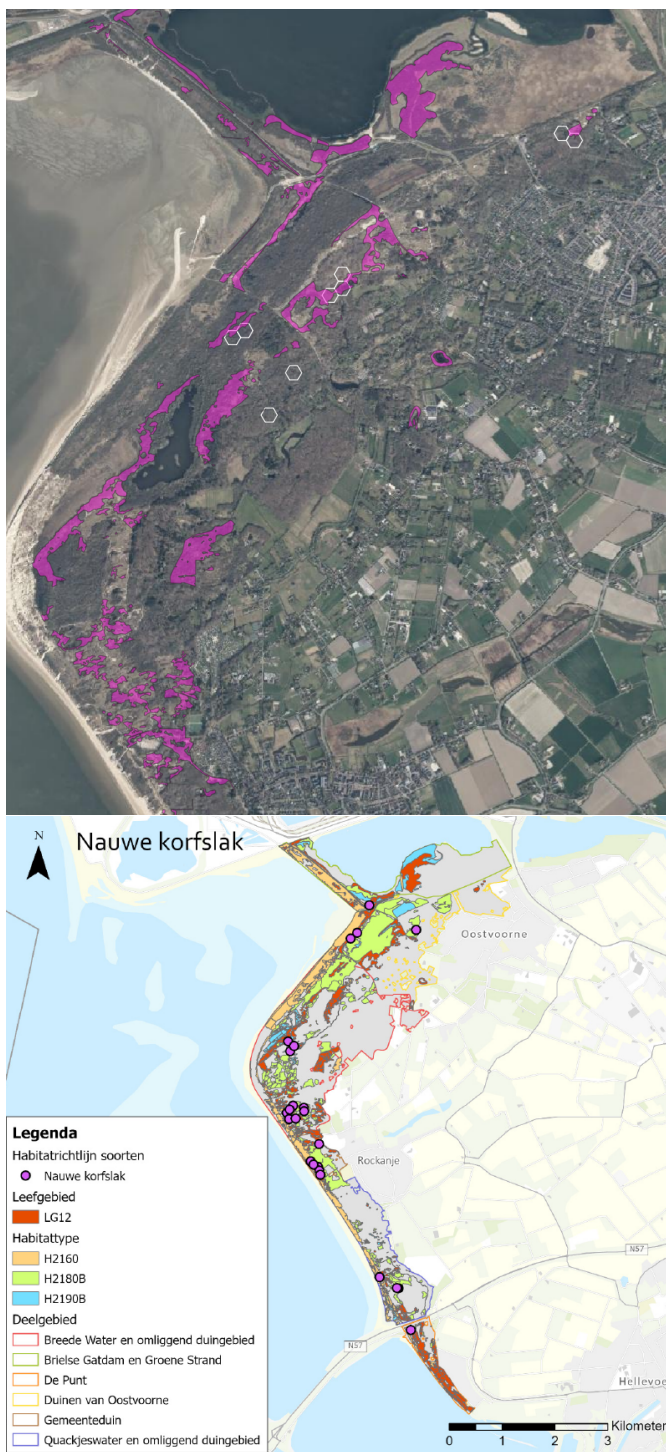 N
Nauwe korfslak
Oostvoorne
Rockanje
N57
N57
Hellevoe
Legenda
Habitatrichtlijn soorten
Nauwe korfslak
Leefgebied
LG12
Habitattype
H2160
H2180B
H2190B
Deelgebied
Breede Water en omliggend duingebied
Brielse Gatdam en Groene Strand
De Punt
Duinen van Oostvoorne
Gemeenteduin
Quackjeswater en omliggend duingebied
Kilometer
0 1 2 3